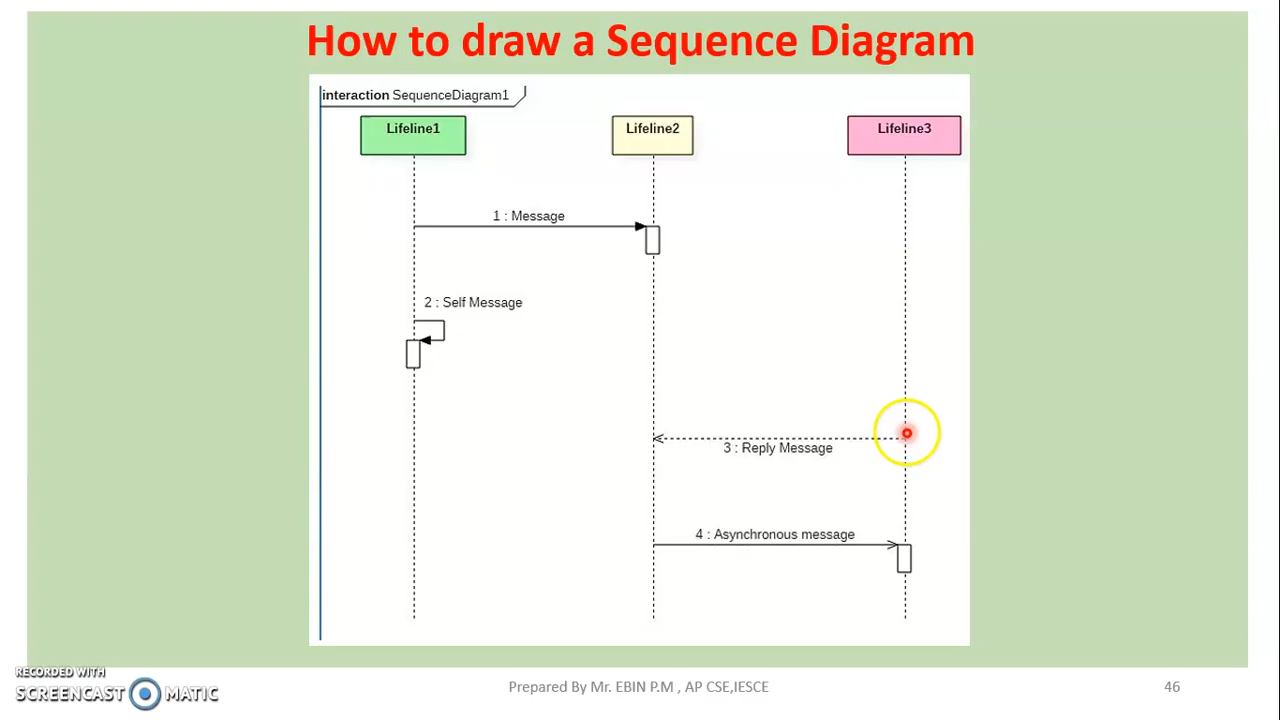 How to draw a Sequence Diagram
interaction SequenceDiagram1
Lifeline1
Lifeline2
Lifeline3
1 : Message
2 : Self Message
3 : Reply Message
4 : Asynchronous message
RECORDED WITH
SCREENCAST MATIC
Prepared By Mr. EBIN P.M , AP CSE,IESCE
46